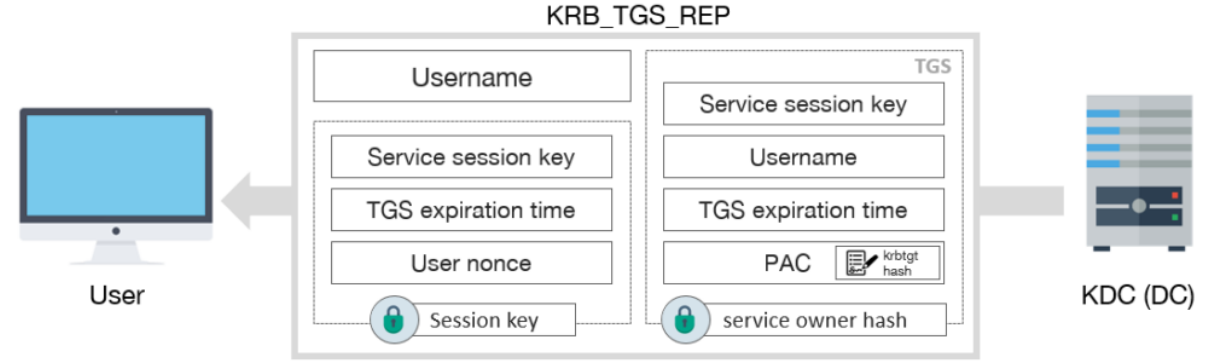 KRB_TGS_REP
Username
Service session key
TGS expiration time
User nonce
Session key
TGS
Service session key
Username
TGS expiration time
PAC
krbtgt
hash
service owner hash
User
KDC (DC)